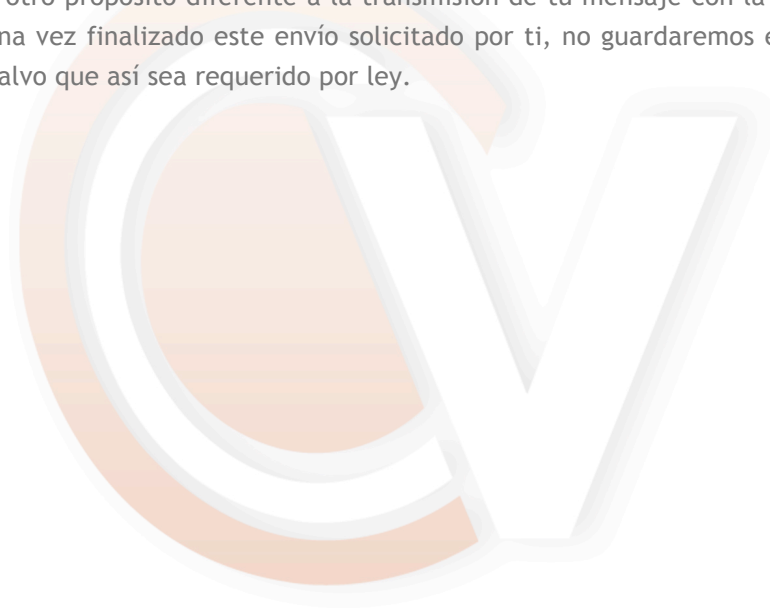 otro propósito diferente a la transmisión de tu mensaje con la
na vez finalizado este envío solicitado por ti, no guardaremos e
alvo que así sea requerido por ley.
CV